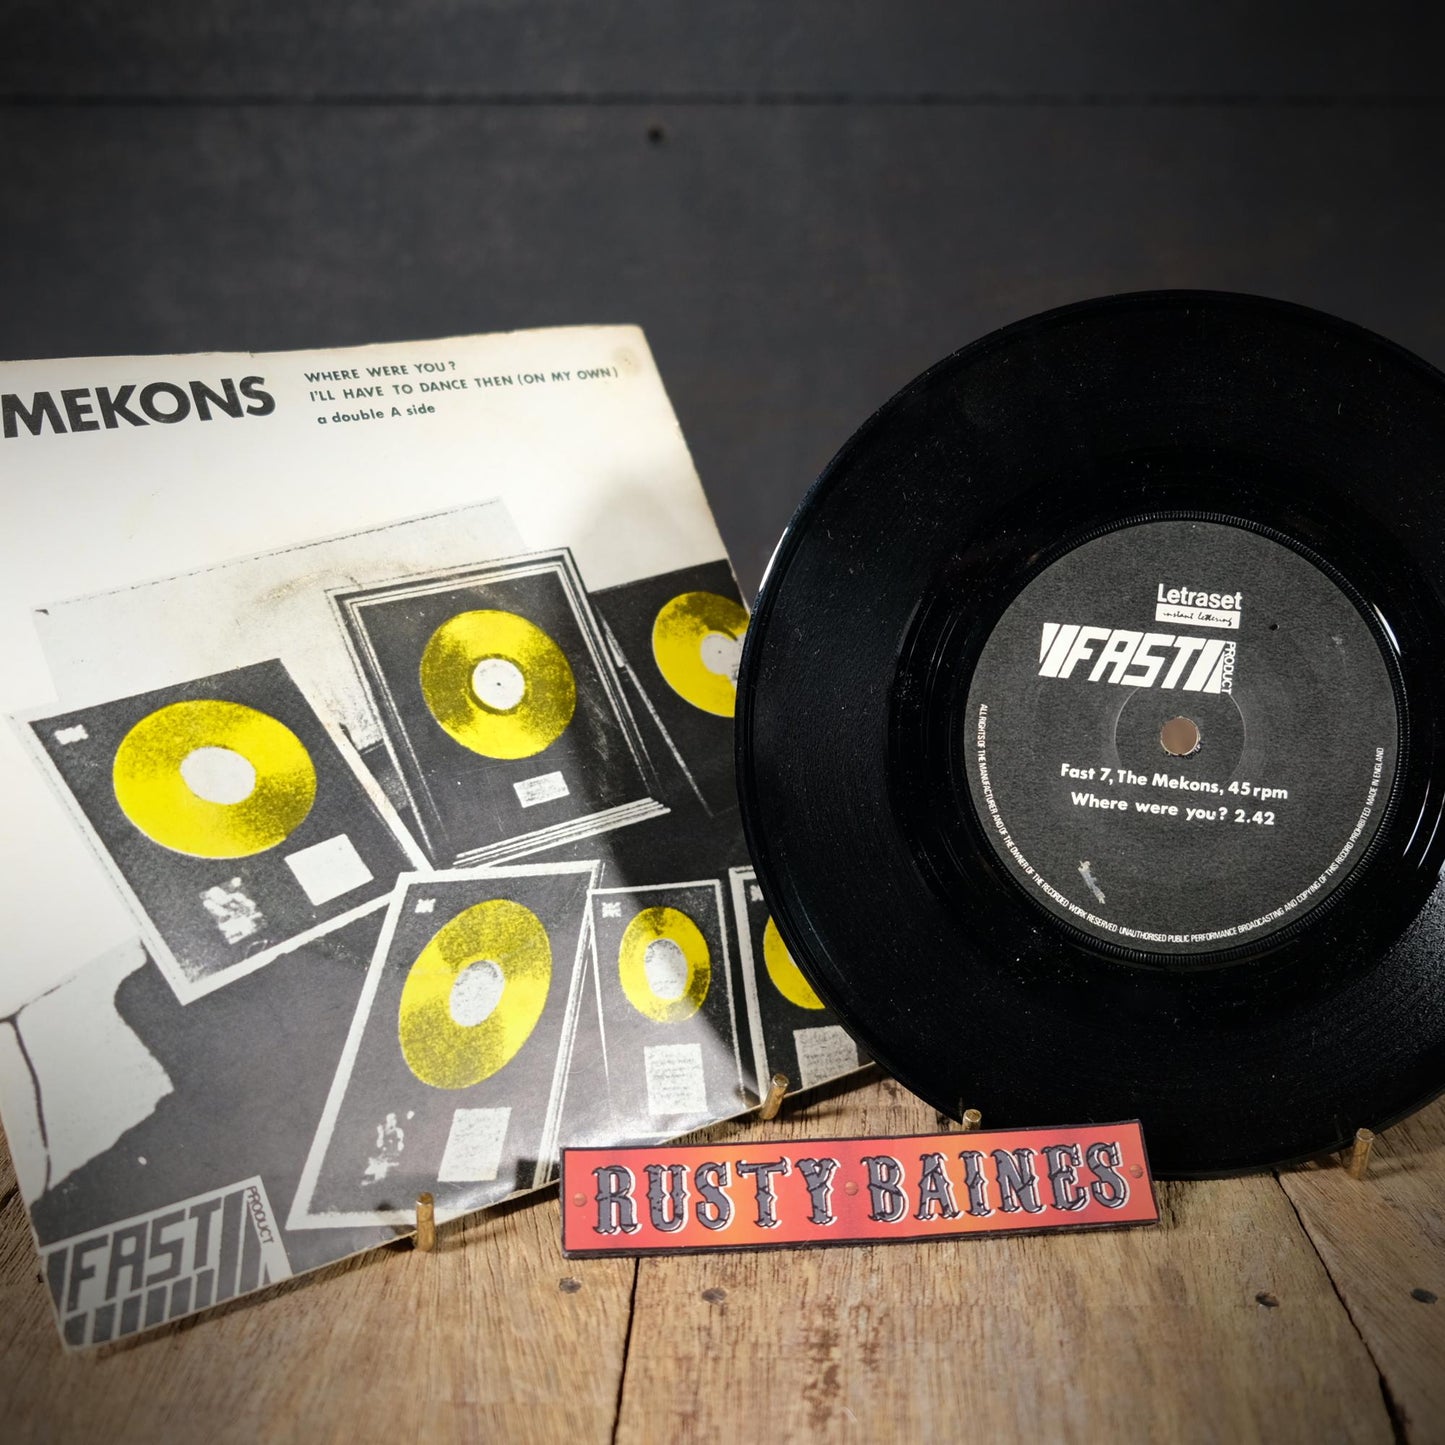 MEKONS
WHERE WERE YOU?
I'LL HAVE TO DANCE THEN (ON MY OWN)
a double A side
FAST
PRODUCT
Letraset
instant lettering
FAST
PRODUCT
Fast 7, The Mekons, 45 rpm
Where were you? 2.42
ALL RIGHTS OF THE MANUFACTURER AND OF THE OWNER OF THE RECORDED WORK RESERVED UNAUTHORISED PUBLIC PERFORMANCE BROADCASTING AND COPYING OF THIS RECORD PROHIBITED MADE IN ENGLAND
RUSTY BAINES